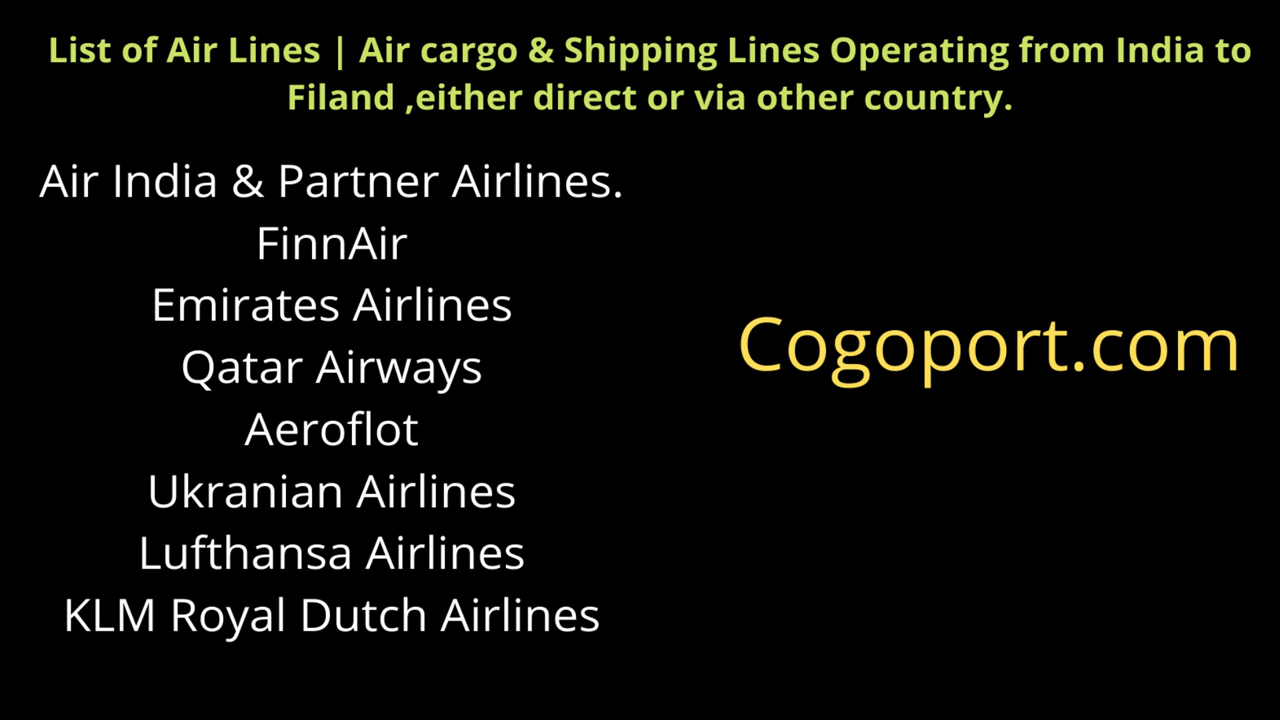 List of Air Lines | Air cargo & Shipping Lines Operating from India to
Filand ,either direct or via other country.
Air India & Partner Airlines.
FinnAir
Emirates Airlines
Qatar Airways
Aeroflot
Ukranian Airlines
Lufthansa Airlines
KLM Royal Dutch Airlines
Cogoport.com